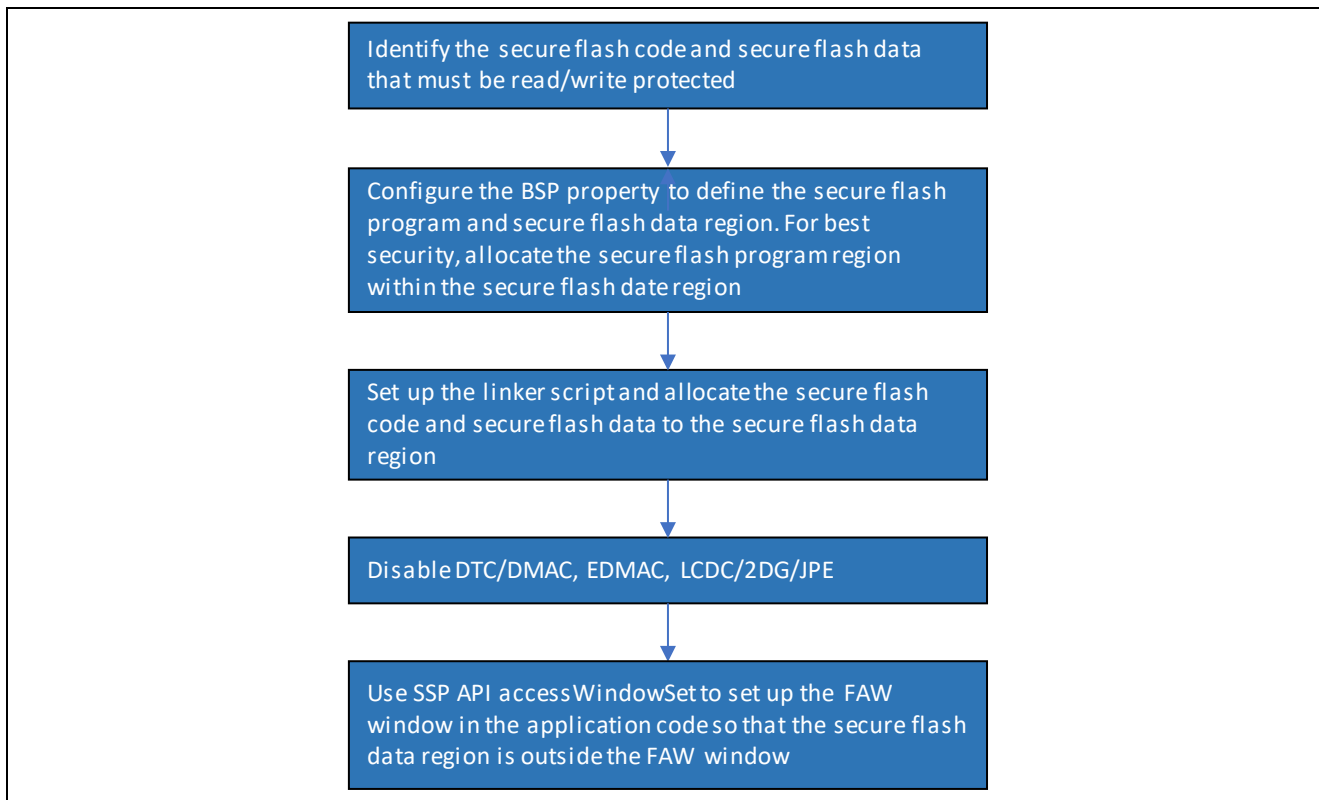 Identify the secure flash code and secure flash data
that must be read/write protected
Configure the BSP property to define the secure flash
program and secure flash data region. For best
security, allocate the secure flash program region
within the secure flash date region
Set up the linker script and allocate the secure flash
code and secure flash data to the secure flash data
region
Disable DTC/DMAC, EDMAC, LCDC/2DG/JPE
Use SSP API accessWindowSet to set up the FAW
window in the application code so that the secure flash
data region is outside the FAW window